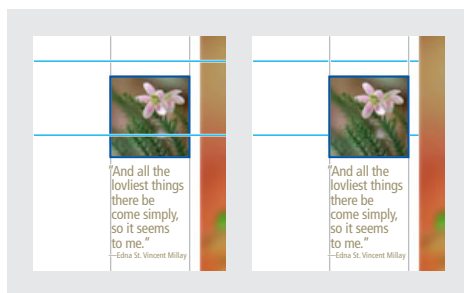 “And all the
lovliest things
there be
come simply,
so it seems
to me.”
—Edna St. Vincent Millay
“And all the
lovliest things
there be
come simply,
so it seems
to me.”
—Edna St. Vincent Millay